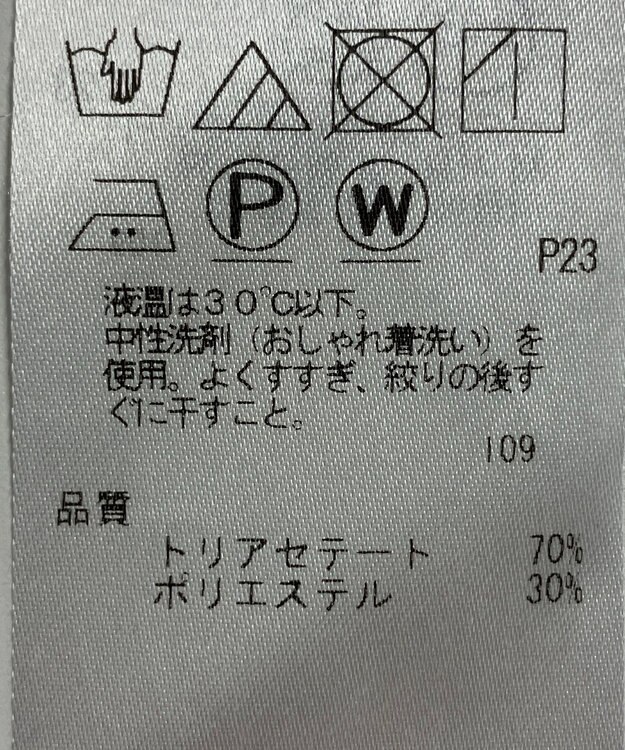 P W
P23
液温は３０℃以下。
中性洗剤（おしゃれ着洗い）を
使用。よくすすぎ、絞りの後す
ぐに干すこと。
109
品質
トリアセテート 70%
ポリエステル 30%